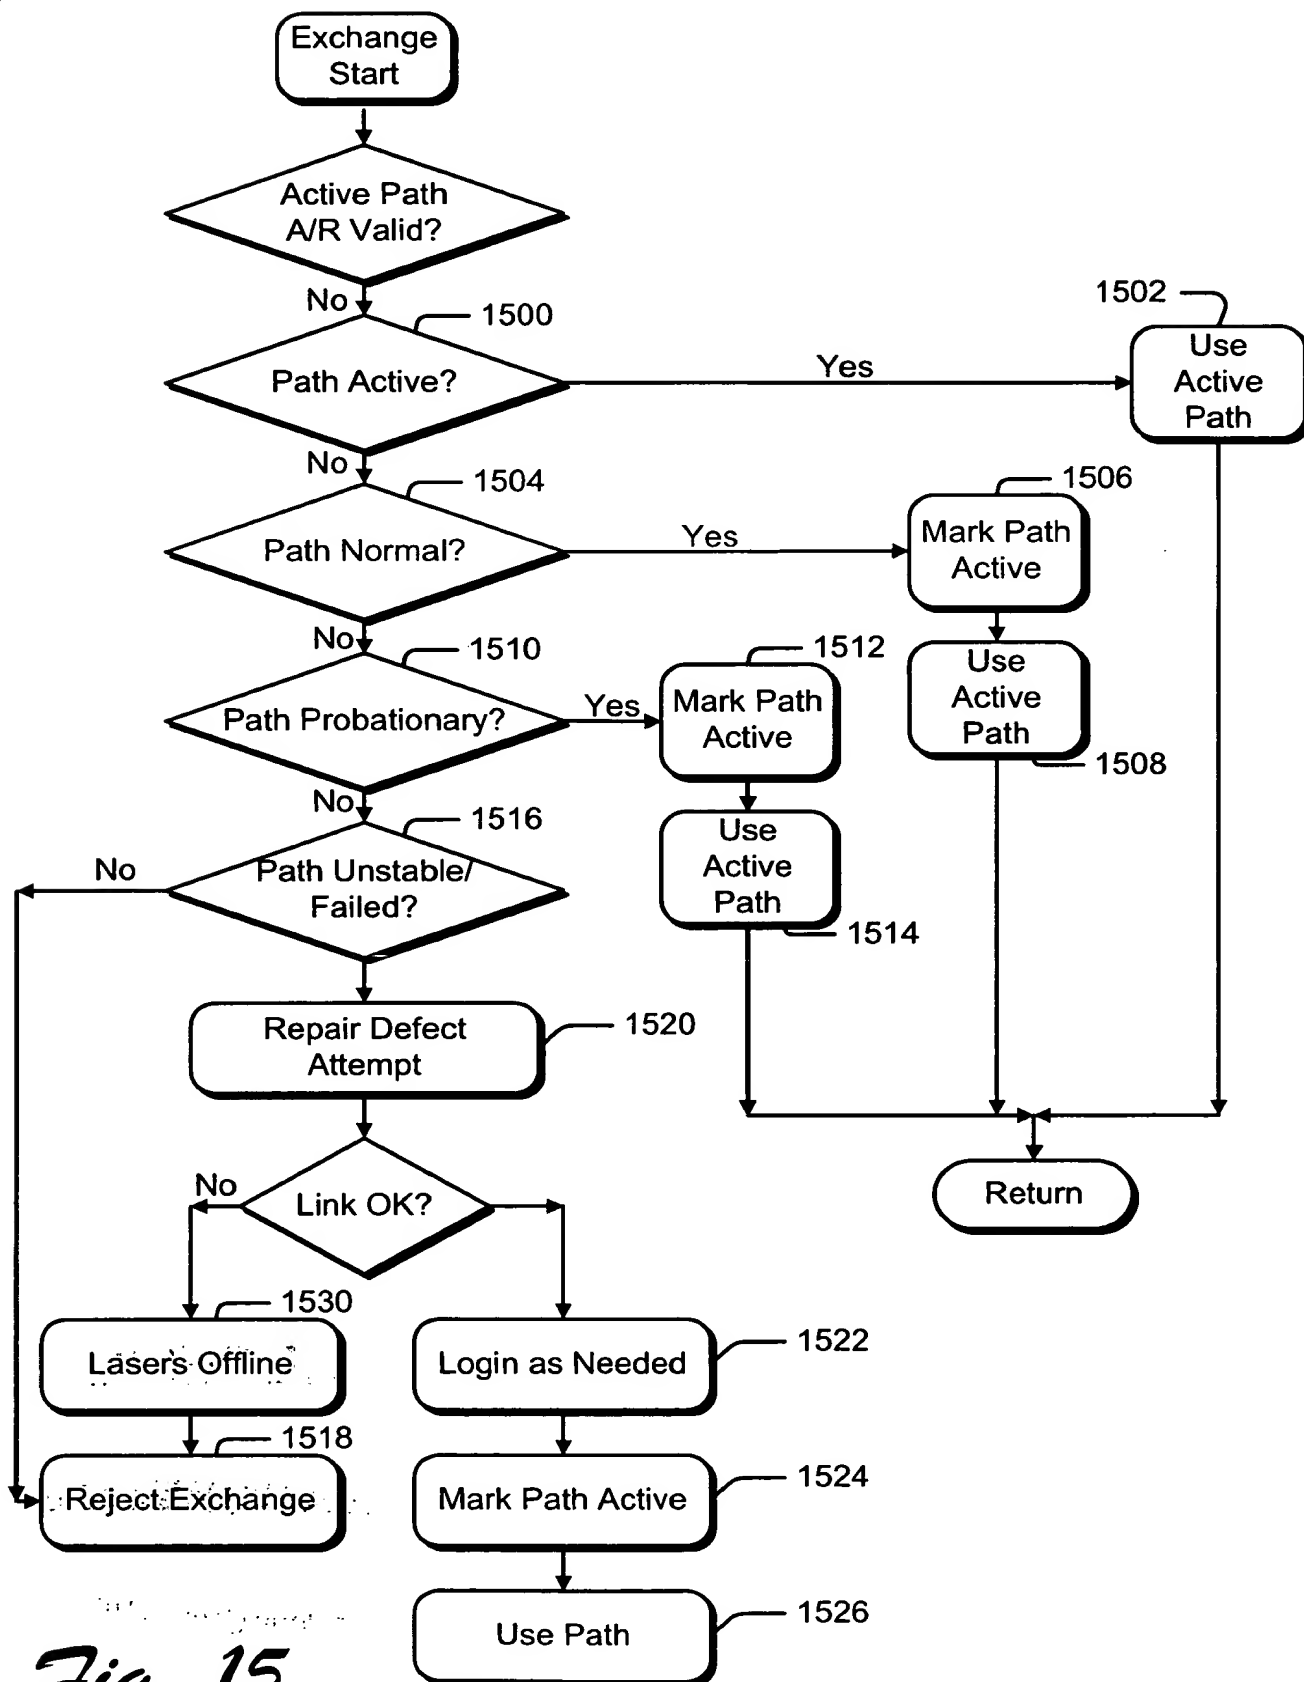 Exchange
Start
Active Path
A/R Valid?
No
1500
1502
Path Active?
Yes
Use
Active
Path
No
1504
1506
Path Normal?
Yes
Mark Path
Active
No
1510
1512
Use
Active
Path
1508
Path Probationary?
Yes
Mark Path
Active
No
1516
Use
Active
Path
1514
No
Path Unstable/
Failed?
Repair Defect
Attempt
1520
No
Link OK?
Return
1530
Lasers Offline
Login as Needed
1522
1518
Reject Exchange
Mark Path Active
1524
Use Path
1526
Fig. 15